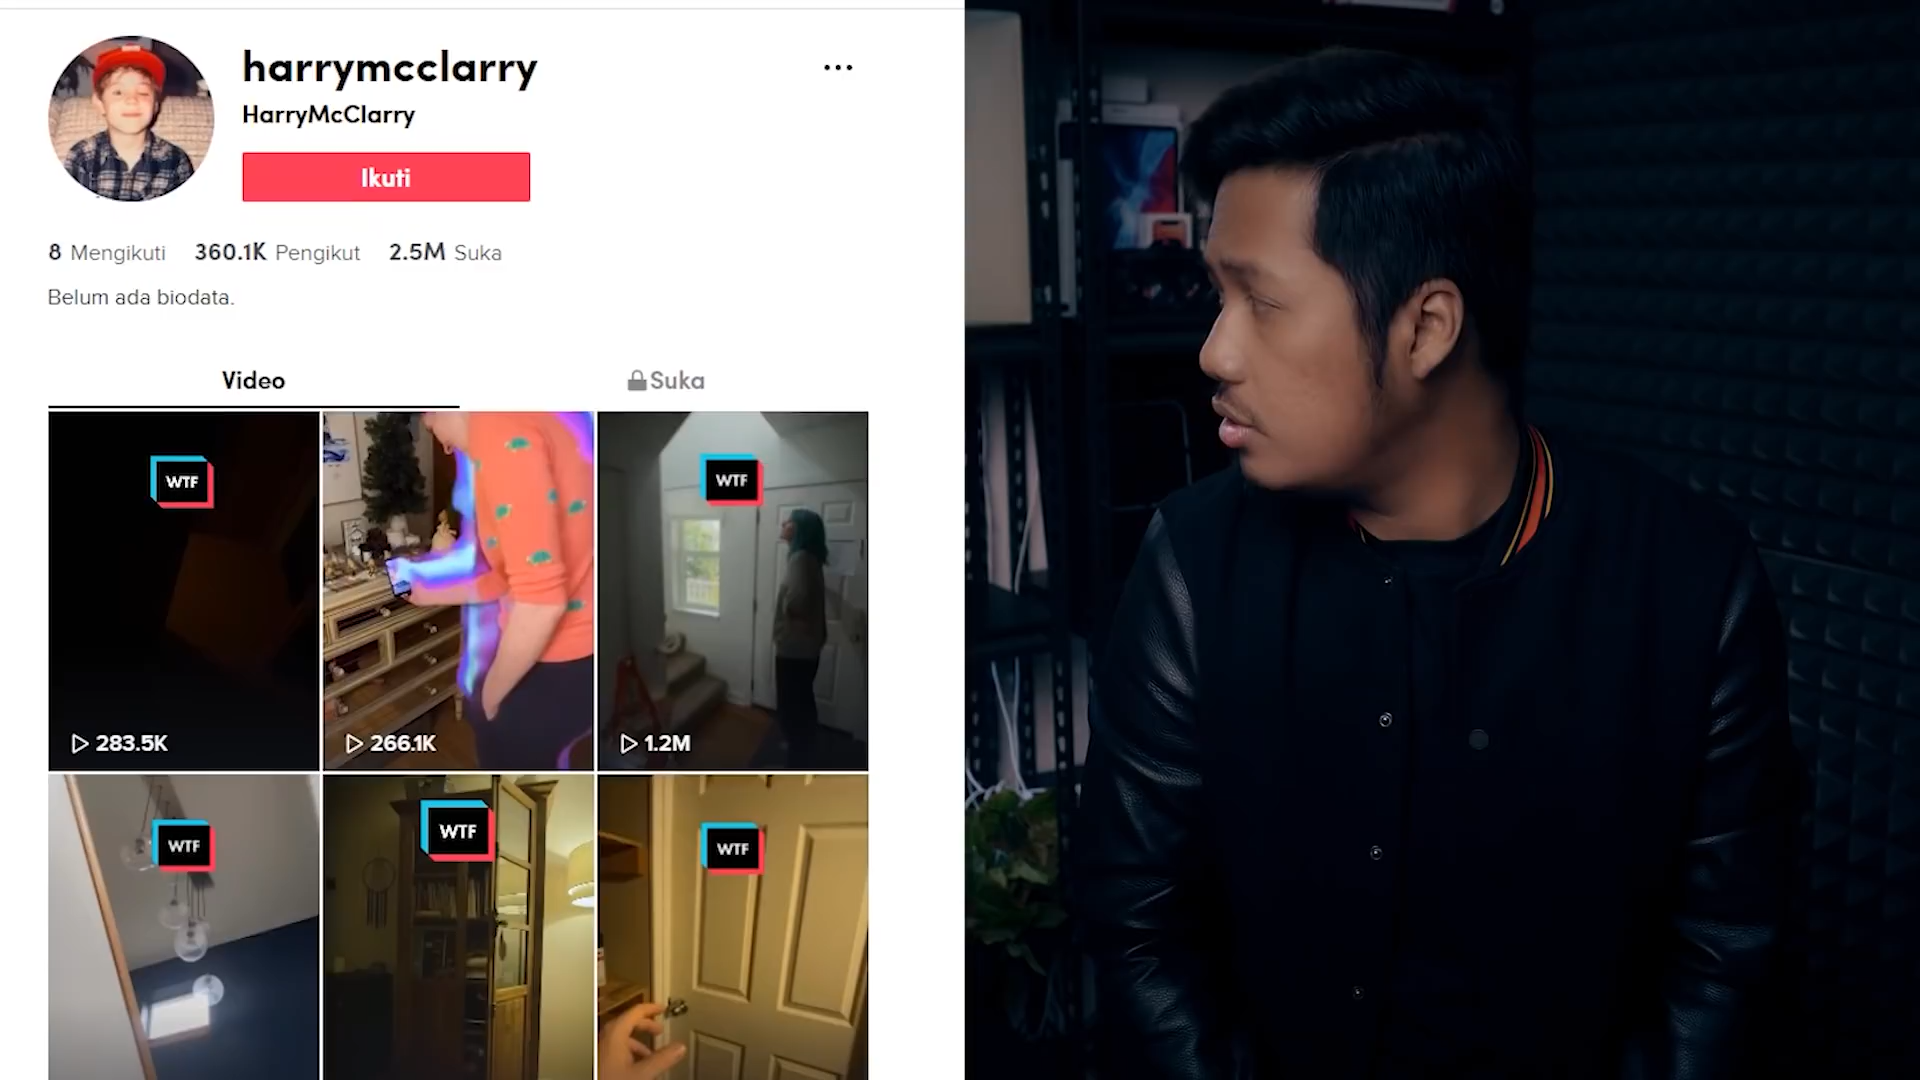 harrymcclarry
HarryMcClarry
Ikuti
8 Mengikuti 360.1K Pengikut 2.5M Suka
Belum ada biodata.
Video Suka
WTF WTF
283.5K 266.1K 1.2M
WTF WTF WTF